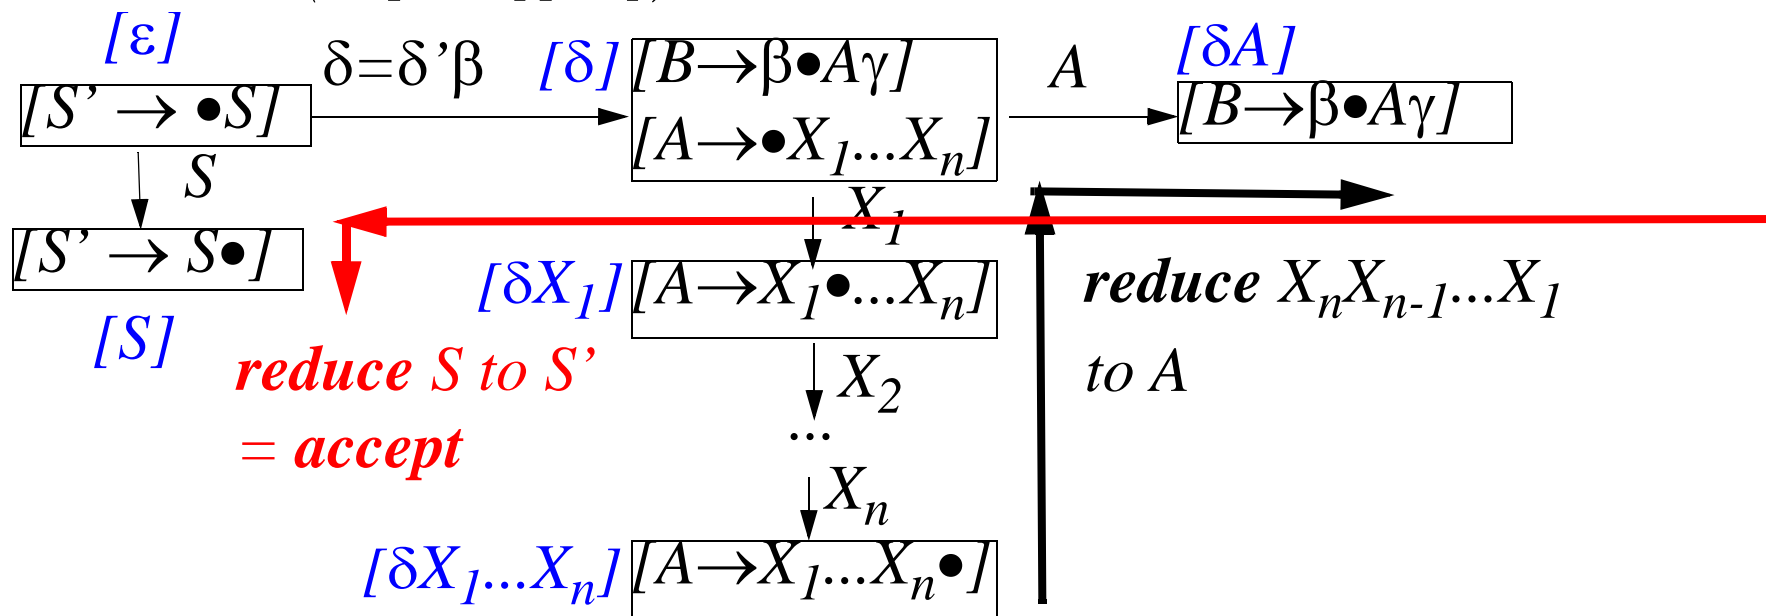 [ε]
δ=δ’β
[δ]
[B→β•Aγ]
A
[δA]
[S’ → •S]
[A→•X1...Xn]
[B→β•Aγ]
S
X1
[S’ → S•]
[δX1]
[A→X1•...Xn]
reduce XnXn-1...X1
to A
[S]
reduce S to S’
= accept
X2
...
Xn
[δX1...Xn]
[A→X1...Xn•]